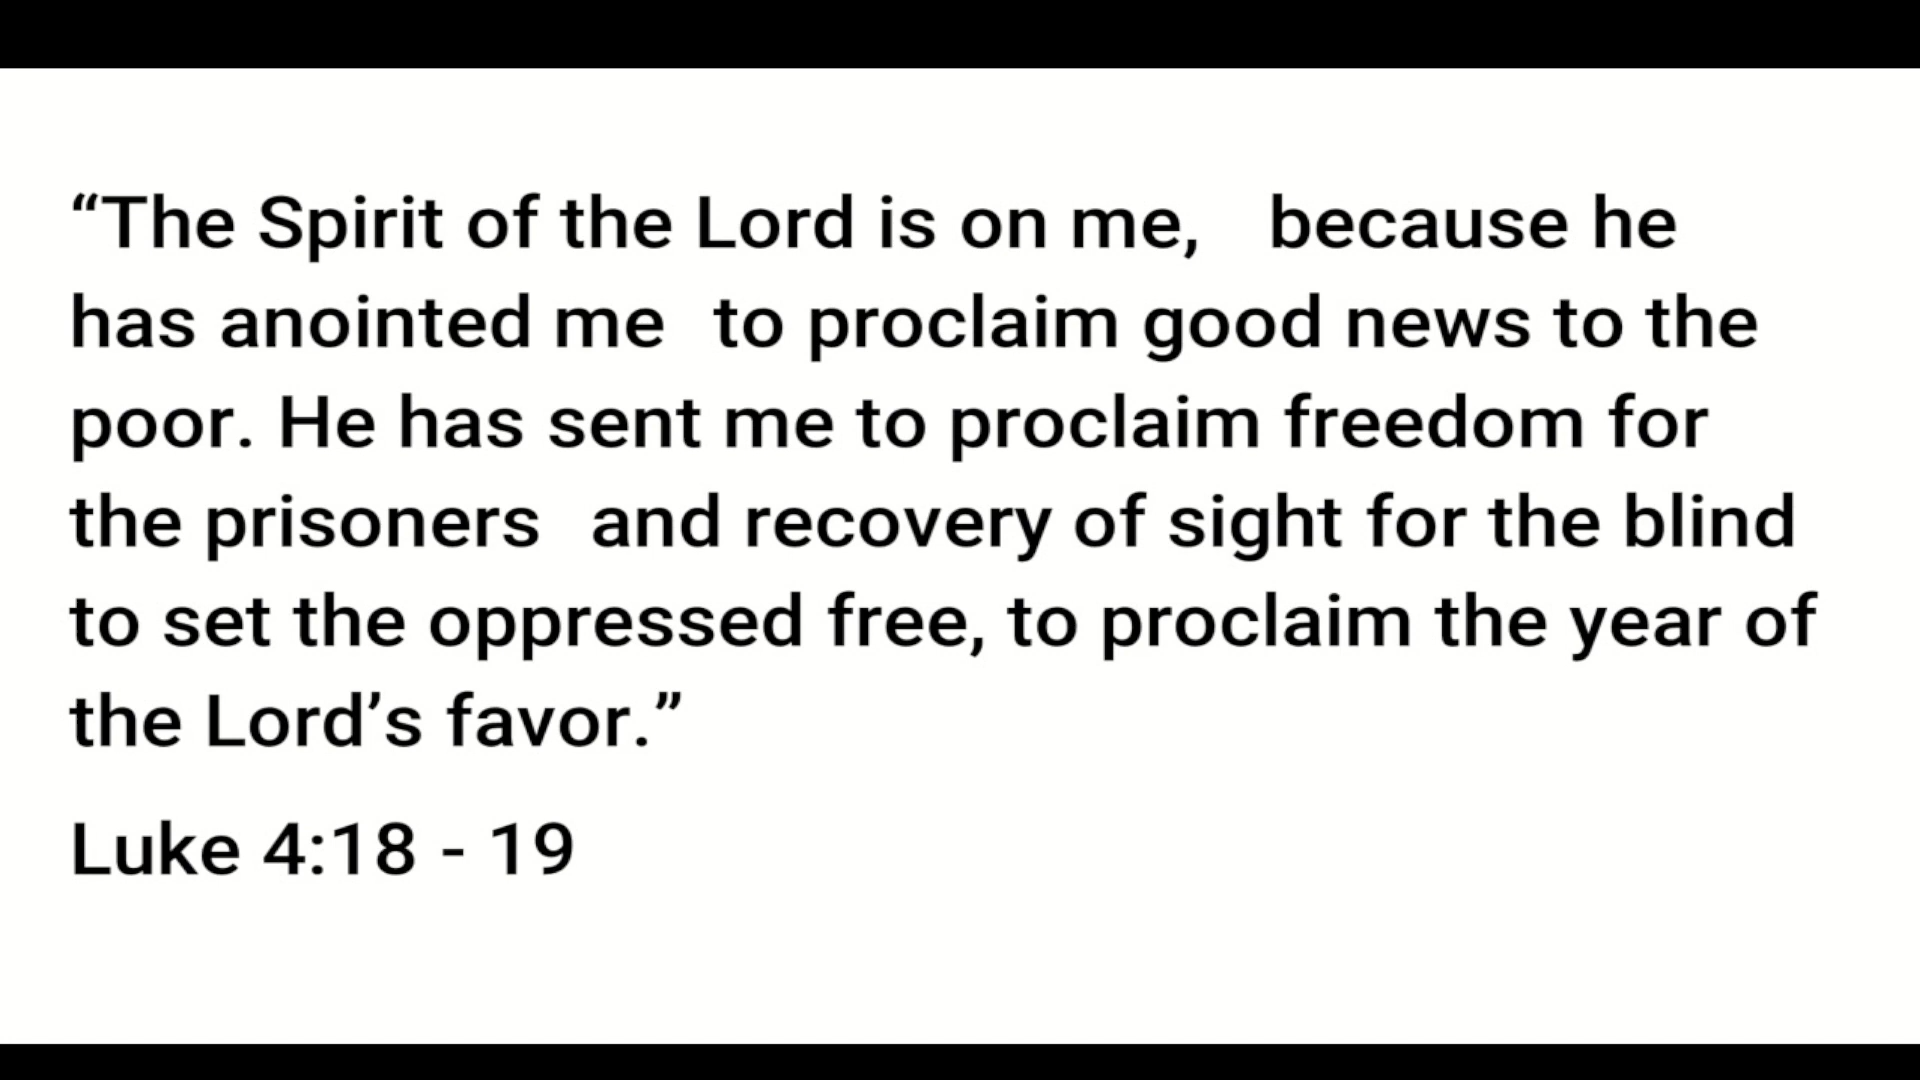 “The Spirit of the Lord is on me,   because he
has anointed me  to proclaim good news to the
poor. He has sent me to proclaim freedom for
the prisoners  and recovery of sight for the blind
to set the oppressed free, to proclaim the year of
the Lord’s favor.”
Luke 4:18 - 19